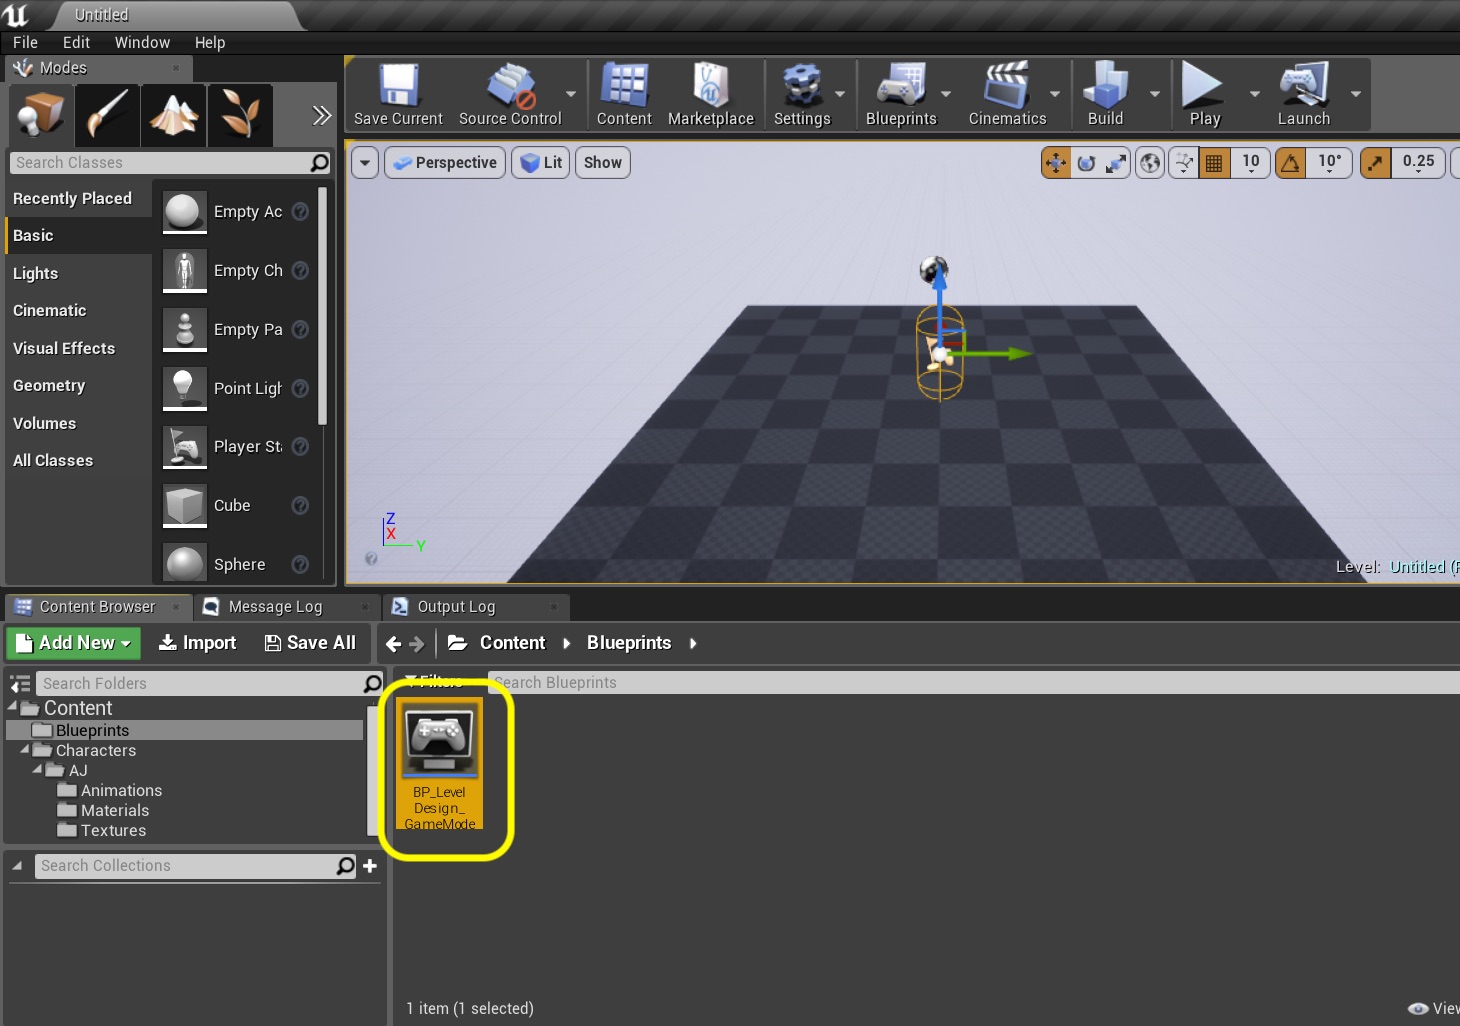 Untitled
File Edit Window Help
Modes
Save Current Source Control Content Marketplace Settings Blueprints Cinematics Build Play Launch
Search Classes
Perspective Lit Show 10 10° 0.25
Recently Placed
Basic
Lights
Cinematic
Visual Effects
Geometry
Volumes
All Classes
Empty Ac
Empty Ch
Empty Pa
Point Ligh
Player Sta
Cube
Sphere
Z
X
Y
Level: Untitled (P
Content Browser Message Log Output Log
Add New Import Save All Content Blueprints
Search Folders Filters Search Blueprints
Content
Blueprints
Characters
AJ
Animations
Materials
Textures
BP_Level
Design_
GameMode
Search Collections
1 item (1 selected) View